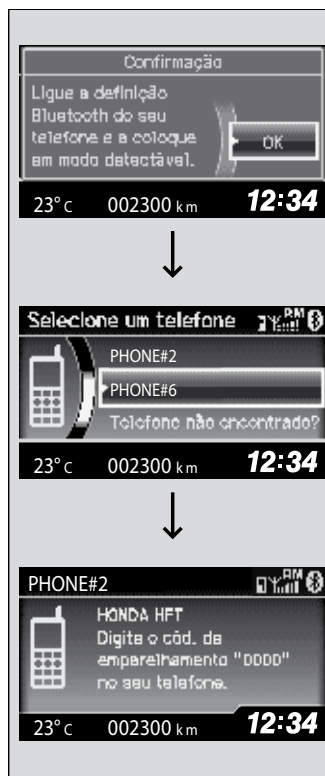 Confirmação
Ligue a definição
Bluetooth do seu
telefone e a coloque
em modo detectável.
OK
23°c 002300 km 12:34
Selecione um telefone RM
PHONE#2
PHONE#6
Telefone não encontrado?
23°c 002300 km 12:34
PHONE#2 RM
HONDA HFT
Digite o cód. de
emparelhamento "0000"
no seu telefone.
23°c 002300 km 12:34